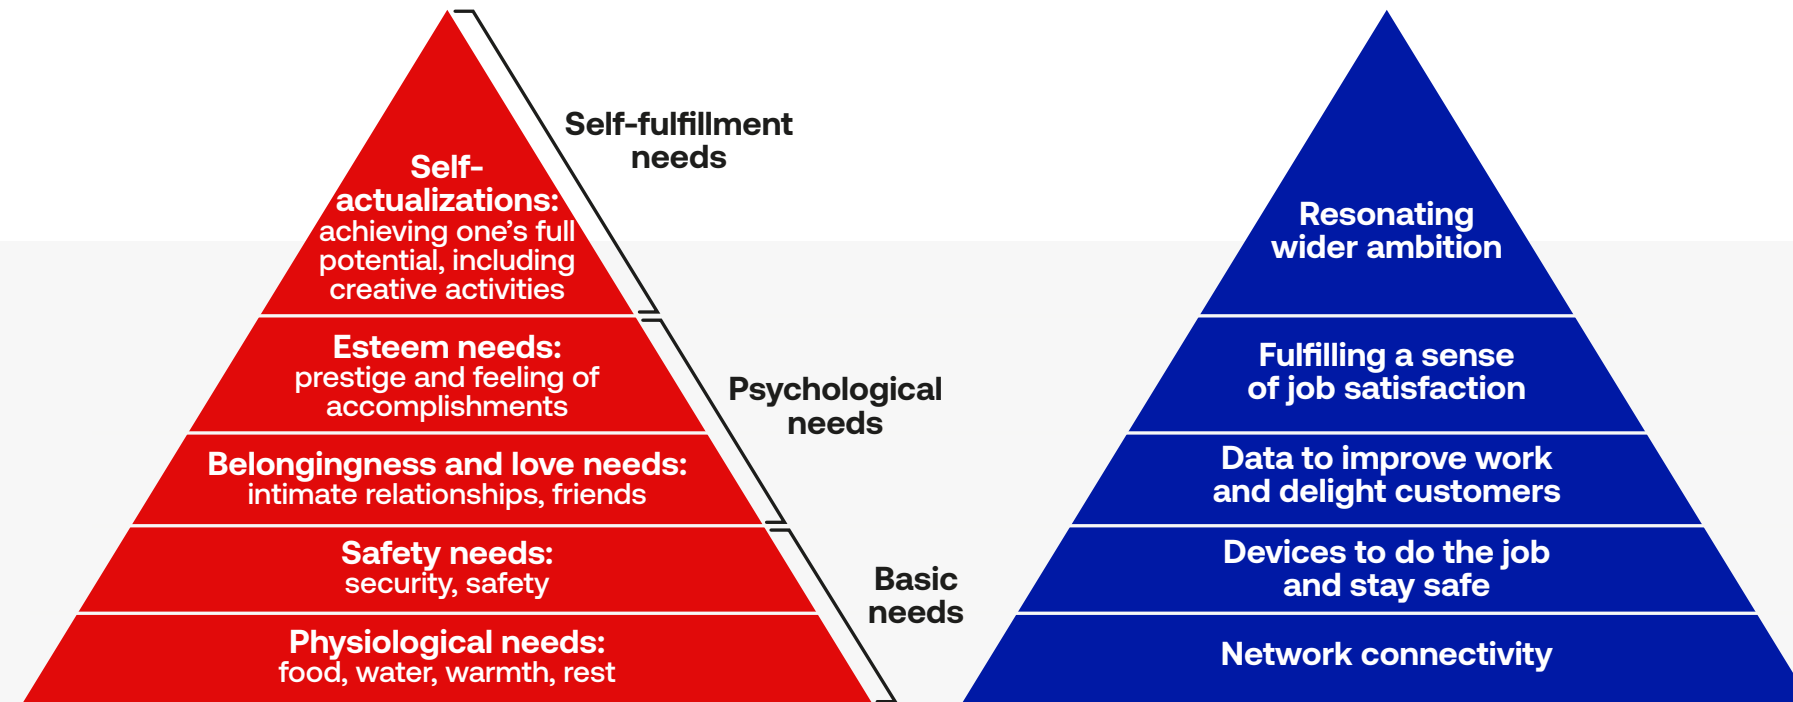 Self-
actualizations:
achieving one’s full
potential, including
creative activities
Esteem needs:
prestige and feeling of
accomplishments
Belongingness and love needs:
intimate relationships, friends
Safety needs:
security, safety
Physiological needs:
food, water, warmth, rest
Self-fulfillment
needs
Psychological
needs
Basic
needs
Resonating
wider ambition
Fulfilling a sense
of job satisfaction
Data to improve work
and delight customers
Devices to do the job
and stay safe
Network connectivity